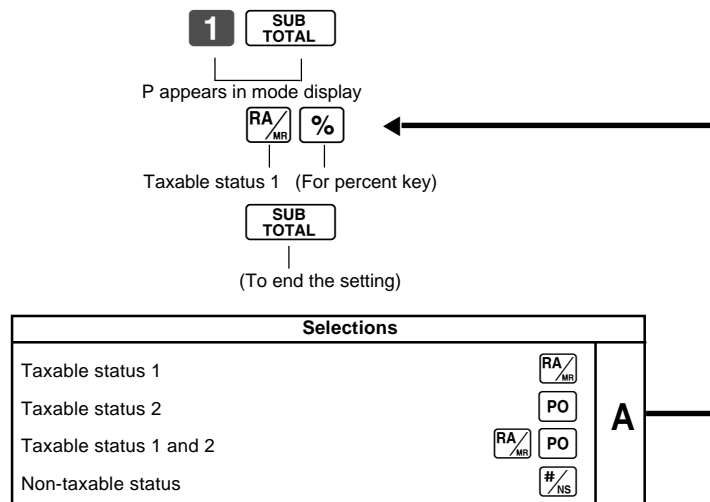 1 SUB TOTAL
P appears in mode display
RA/MR %
Taxable status 1 (For percent key)
SUB TOTAL
(To end the setting)
Selections
Taxable status 1 RA/MR
Taxable status 2 PO
Taxable status 1 and 2 RA/MR PO
Non-taxable status #/NS
A